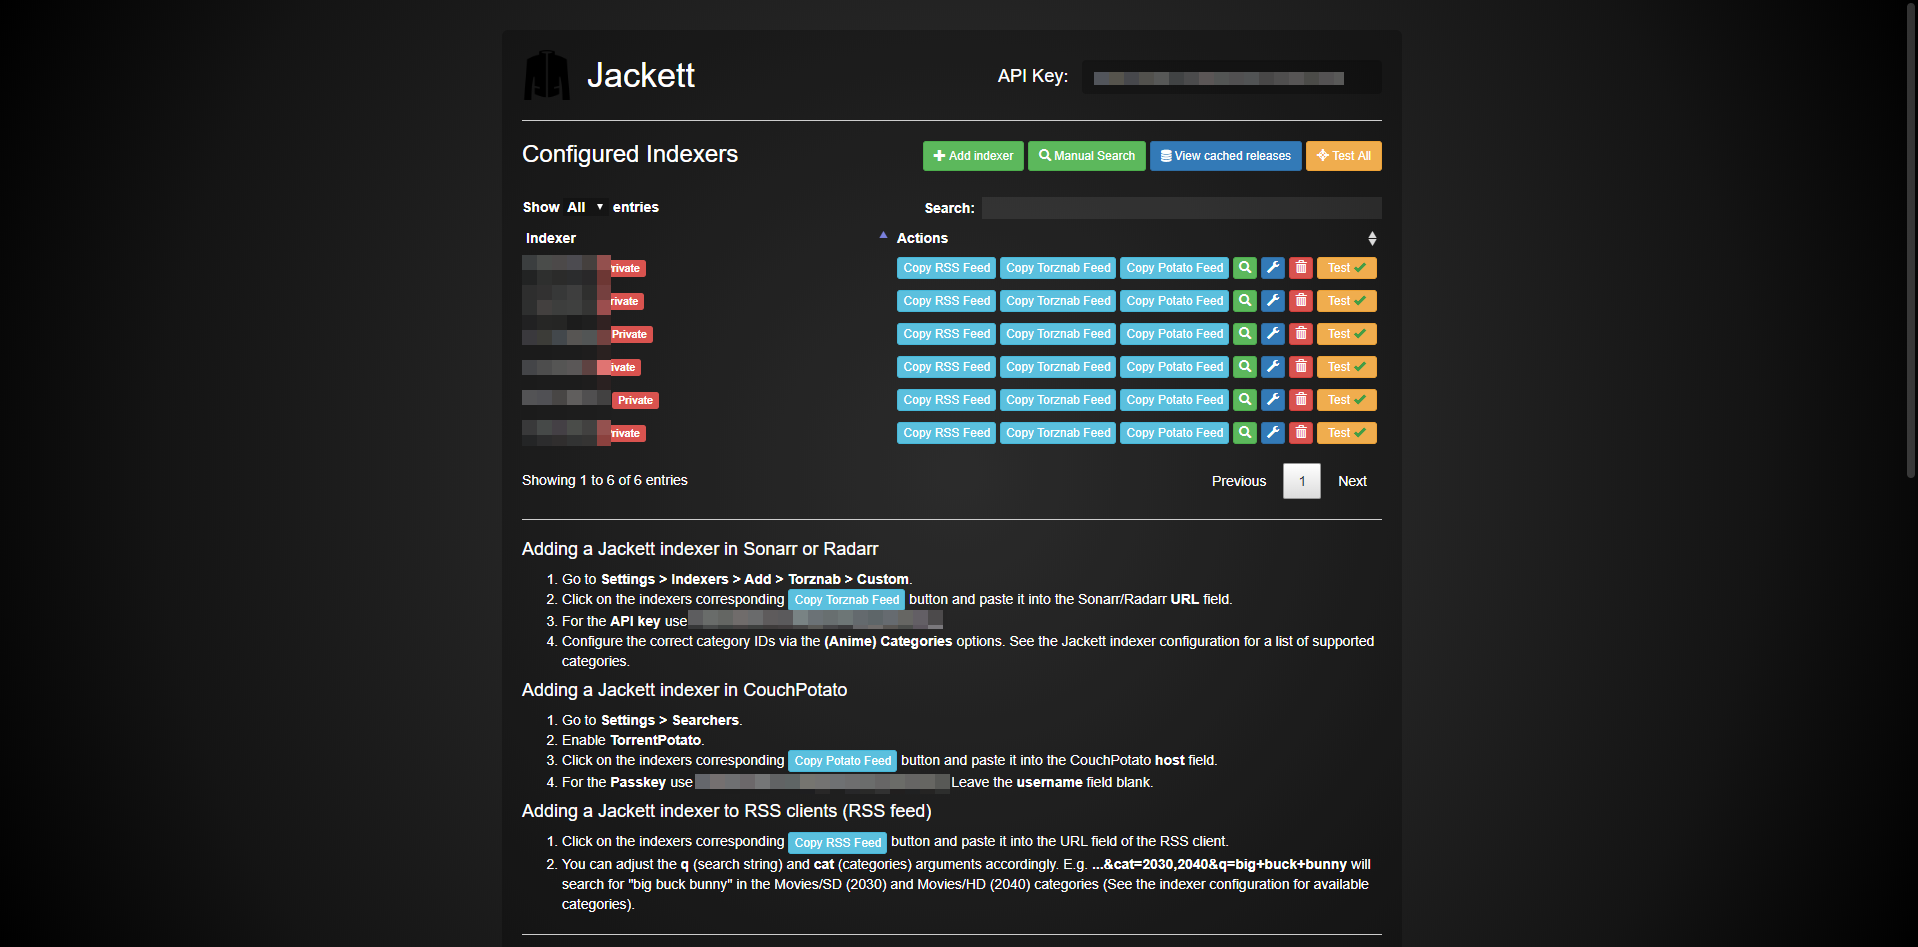 Jackett
API Key:
Configured Indexers
Add indexer Manual Search View cached releases Test All
Show All entries
Search:
Indexer Actions
Copy RSS Feed Copy Torznab Feed Copy Potato Feed Test
Copy RSS Feed Copy Torznab Feed Copy Potato Feed Test
Private Copy RSS Feed Copy Torznab Feed Copy Potato Feed Test
Copy RSS Feed Copy Torznab Feed Copy Potato Feed Test
Private Copy RSS Feed Copy Torznab Feed Copy Potato Feed Test
Copy RSS Feed Copy Torznab Feed Copy Potato Feed Test
Showing 1 to 6 of 6 entries
Previous 1 Next
Adding a Jackett indexer in Sonarr or Radarr
1. Go to Settings > Indexers > Add > Torznab > Custom.
2. Click on the indexers corresponding Copy Torznab Feed button and paste it into the Sonarr/Radarr URL field.
3. For the API key use
4. Configure the correct category IDs via the (Anime) Categories options. See the Jackett indexer configuration for a list of supported
categories.
Adding a Jackett indexer in CouchPotato
1. Go to Settings > Searchers.
2. Enable TorrentPotato.
3. Click on the indexers corresponding Copy Potato Feed button and paste it into the CouchPotato host field.
4. For the Passkey use Leave the username field blank.
Adding a Jackett indexer to RSS clients (RSS feed)
1. Click on the indexers corresponding Copy RSS Feed button and paste it into the URL field of the RSS client.
2. You can adjust the q (search string) and cat (categories) arguments accordingly. E.g. ...&cat=2030,2040&q=big+buck+bunny will
search for "big buck bunny" in the Movies/SD (2030) and Movies/HD (2040) categories (See the indexer configuration for available
categories).